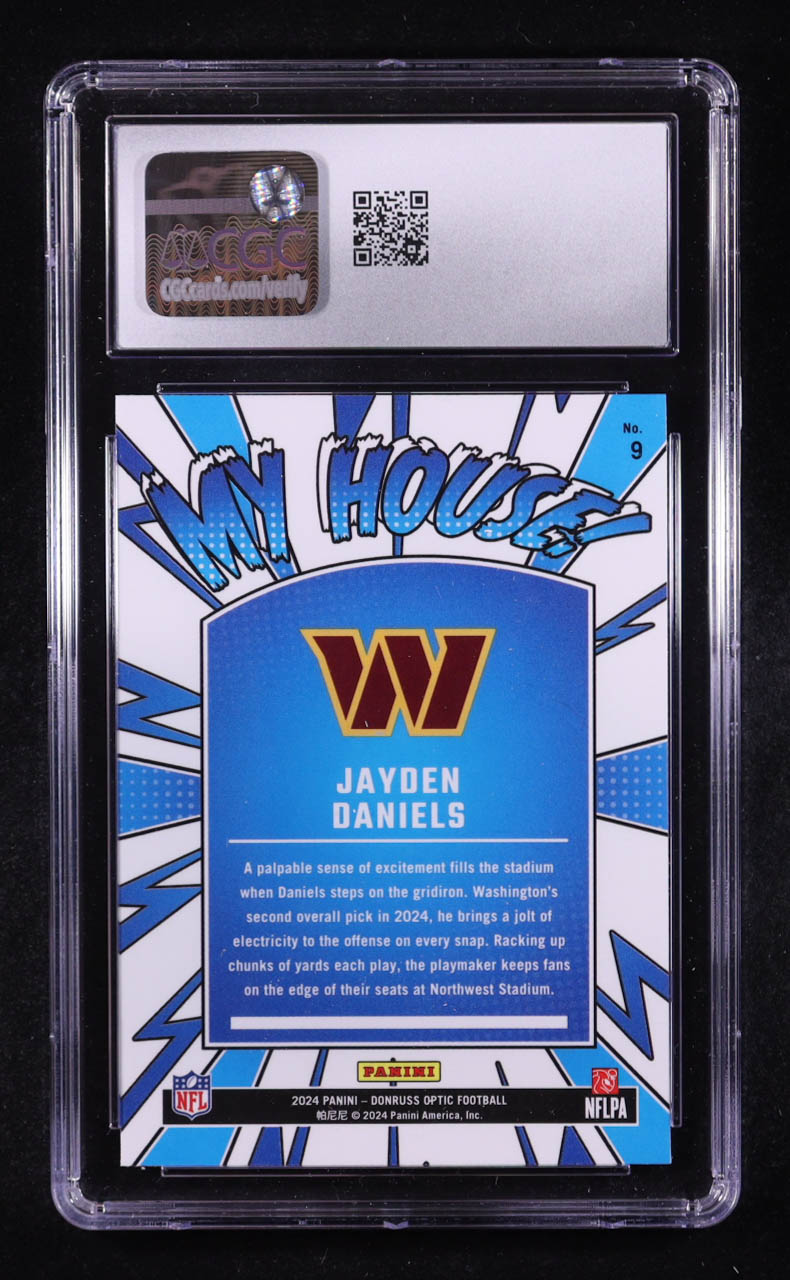 CGC
CGCcards.com/verify
No.
9
MY HOUSE!
W
JAYDEN
DANIELS
A palpable sense of excitement fills the stadium
when Daniels steps on the gridiron. Washington's
second overall pick in 2024, he brings a jolt of
electricity to the offense on every snap. Racking up
chunks of yards each play, the playmaker keeps fans
on the edge of their seats at Northwest Stadium.
PANINI
NFL
2024 PANINI – DONRUSS OPTIC FOOTBALL
帕尼尼 © 2024 Panini America, Inc.
NFLPA